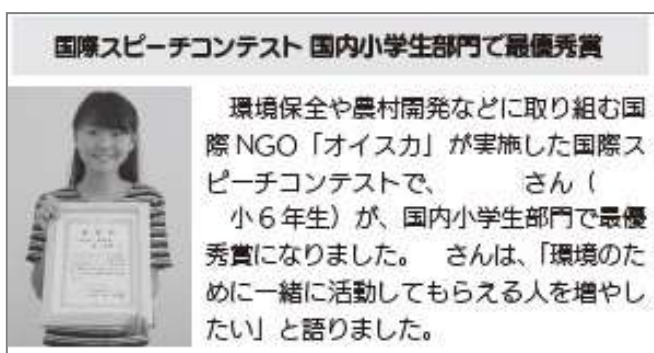 国際スピーチコンテスト 国内小学生部門で最優秀賞
環境保全や農村開発などに取り組む国
際NGO「オイスカ」が実施した国際ス
ピーチコンテストで、 さん(
小6年生)が、国内小学生部門で最優
秀賞になりました。 さんは、「環境のた
めに一緒に活動してもらえる人を増やし
たい」と語りました。